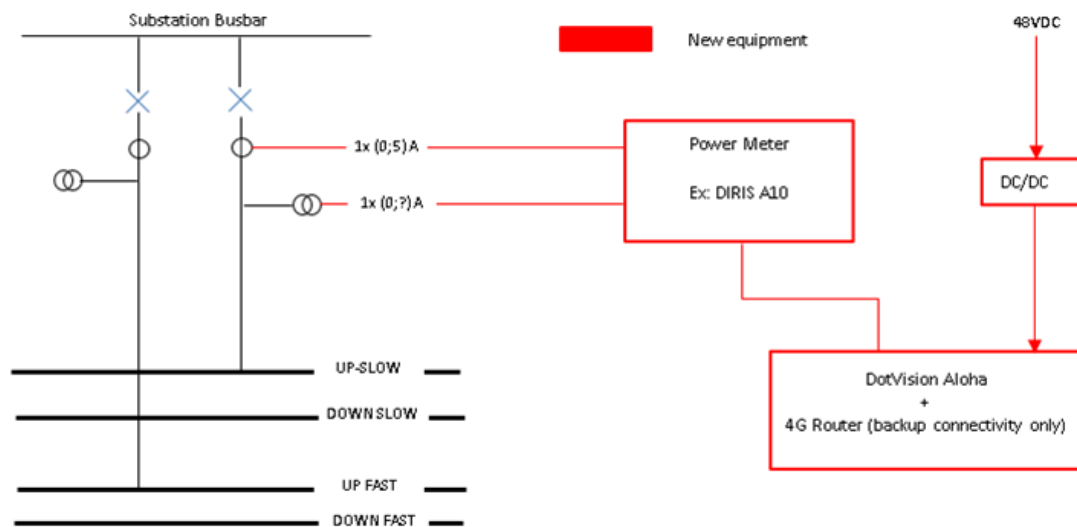 Substation Busbar
New equipment
48VDC
1x (0;5) A
Power Meter
Ex: DIRIS A10
DC/DC
1x (0;?) A
UP-SLOW
DOWN SLOW
UP FAST
DOWN FAST
DotVision Aloha
+
4G Router (backup connectivity only)